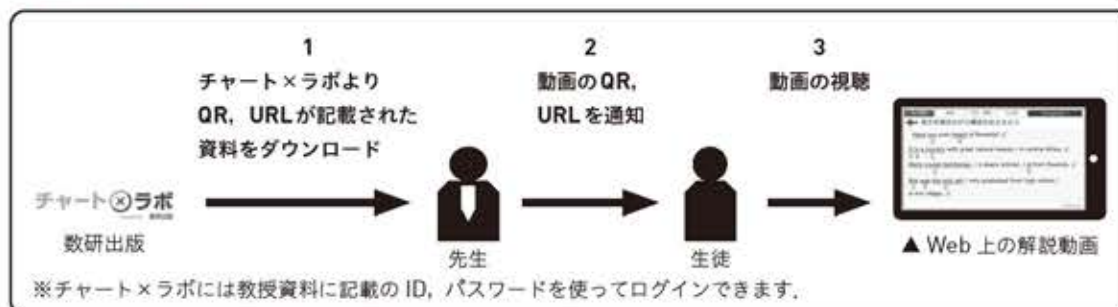 1
チャート×ラボより
QR，URLが記載された
資料をダウンロード
2
動画のQR，
URLを通知
3
動画の視聴
チャート×ラボ
数研出版
先生
生徒
▲ Web 上の解説動画
※チャート×ラボには教授資料に記載の ID，パスワードを使ってログインできます．